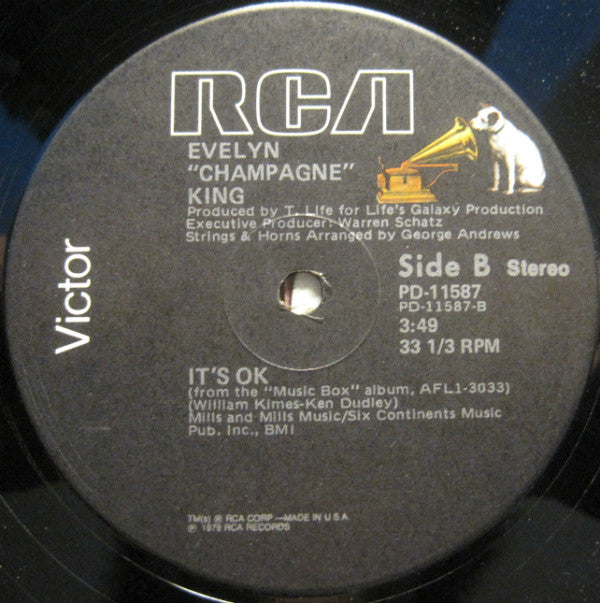 RCA
EVELYN
"CHAMPAGNE"
KING
Produced by T. Life for Life's Galaxy Production
Executive Producer: Warren Schatz
Strings & Horns Arranged by George Andrews
Victor
Side B Stereo
PD-11587
PD-11587-B
3:49
33 1/3 RPM
IT'S OK
(from the "Music Box" album, AFL1-3033)
(William Kimes-Ken Dudley)
Mills and Mills Music/Six Continents Music
Pub. Inc., BMI
TM(s) ® RCA CORP —MADE IN U.S.A.
℗ 1979 RCA RECORDS